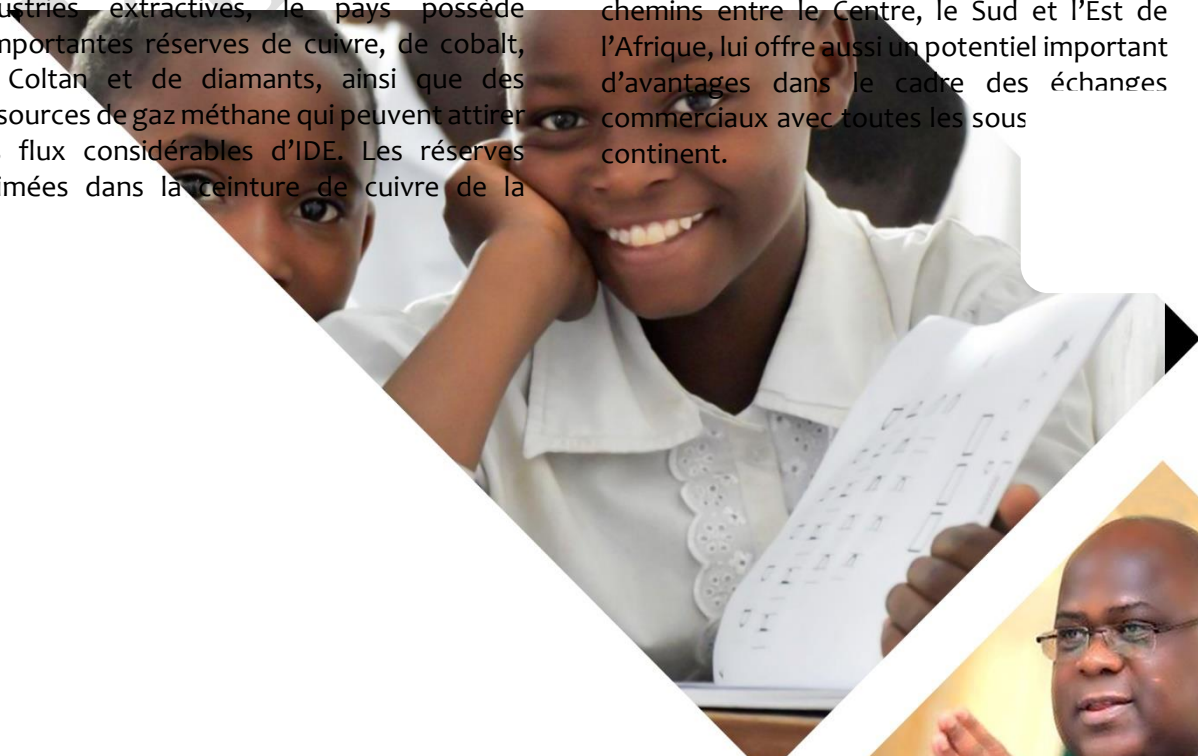 ustries extractives, le pays possède
mportantes réserves de cuivre, de cobalt,
Coltan et de diamants, ainsi que des
sources de gaz méthane qui peuvent attirer
flux considérables d’IDE. Les réserves
imées dans la ceinture de cuivre de la
chemins entre le Centre, le Sud et l’Est de
l’Afrique, lui offre aussi un potentiel important
d’avantages dans le cadre des échanges
commerciaux avec toutes les sous
continent.